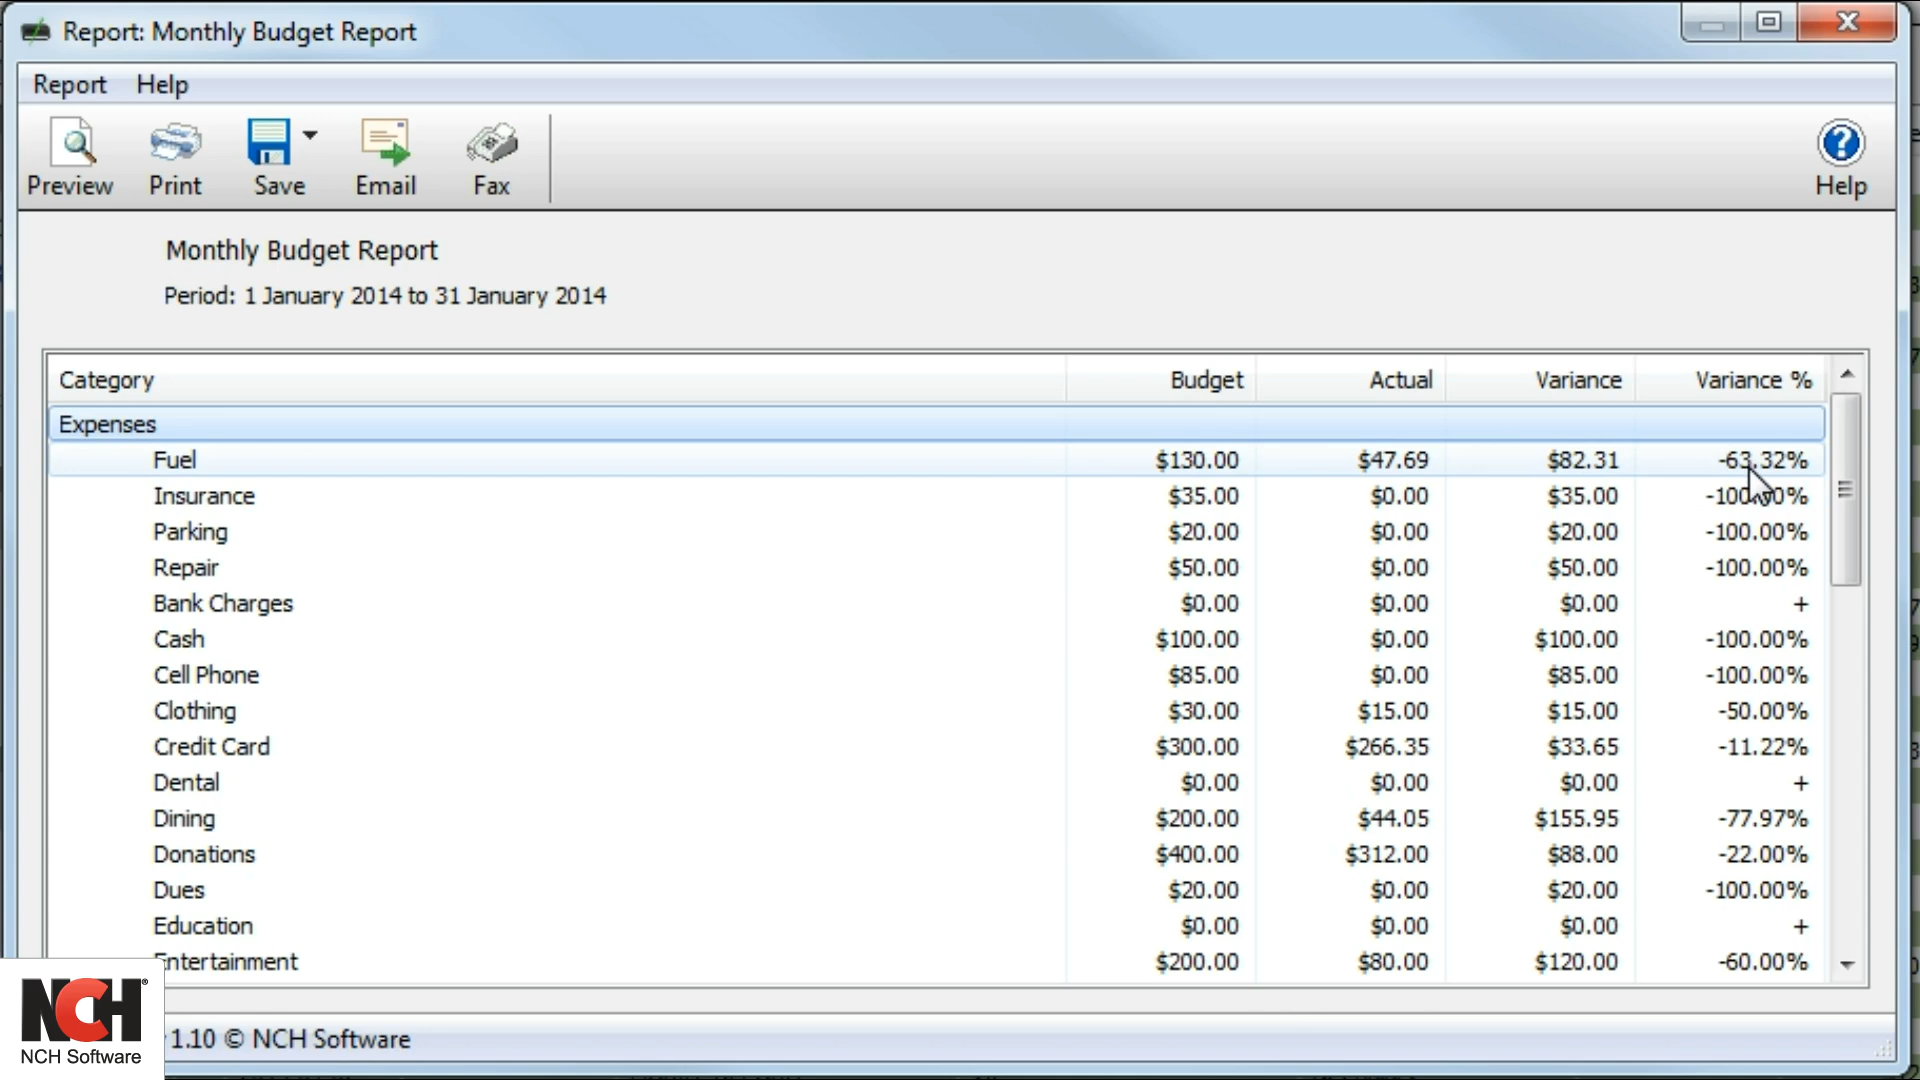 Report: Monthly Budget Report
Report Help
Preview Print Save Email Fax Help
Monthly Budget Report
Period: 1 January 2014 to 31 January 2014
Category Budget Actual Variance Variance %
Expenses
Fuel $130.00 $47.69 $82.31 -63.32%
Insurance $35.00 $0.00 $35.00 -100.00%
Parking $20.00 $0.00 $20.00 -100.00%
Repair $50.00 $0.00 $50.00 -100.00%
Bank Charges $0.00 $0.00 $0.00 +
Cash $100.00 $0.00 $100.00 -100.00%
Cell Phone $85.00 $0.00 $85.00 -100.00%
Clothing $30.00 $15.00 $15.00 -50.00%
Credit Card $300.00 $266.35 $33.65 -11.22%
Dental $0.00 $0.00 $0.00 +
Dining $200.00 $44.05 $155.95 -77.97%
Donations $400.00 $312.00 $88.00 -22.00%
Dues $20.00 $0.00 $20.00 -100.00%
Education $0.00 $0.00 $0.00 +
Entertainment $200.00 $80.00 $120.00 -60.00%
NCH®
NCH Software
1.10 © NCH Software